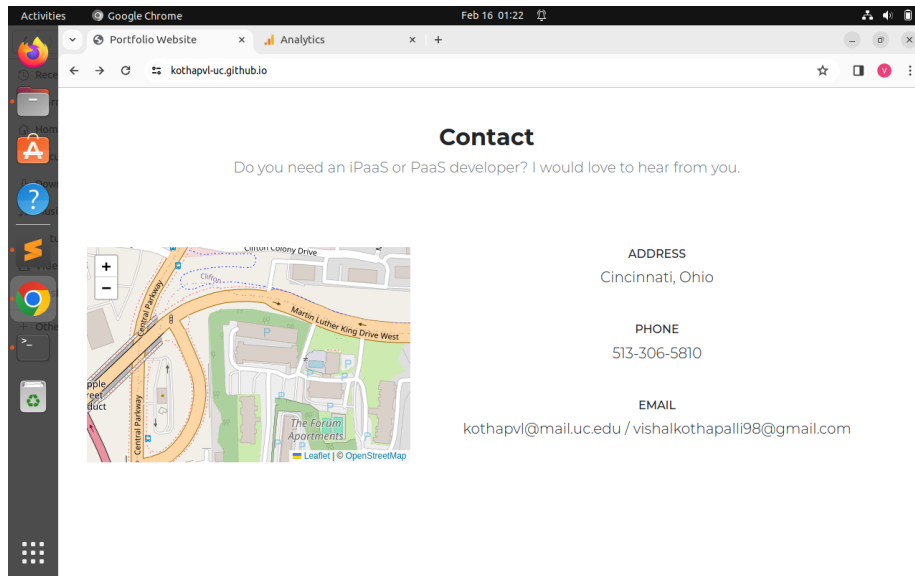 Activities
Google Chrome
Feb 16 01:22
Portfolio Website
Analytics
kothapvl-uc.github.io
V
Contact
Do you need an iPaaS or PaaS developer? I would love to hear from you.
+
−
Clifton Colony Drive
Clifton
Central Parkway
Martin Luther King Drive West
Central Parkway
The Forum
Apartments
Leaflet | © OpenStreetMap
ADDRESS
Cincinnati, Ohio
PHONE
513-306-5810
EMAIL
kothapvl@mail.uc.edu / vishalkothapalli98@gmail.com